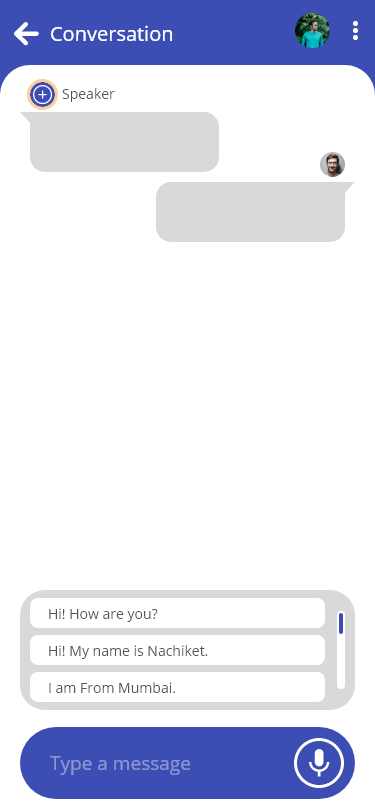 Conversation
Speaker
Hi! How are you?
Hi! My name is Nachiket.
I am From Mumbai.
Type a message